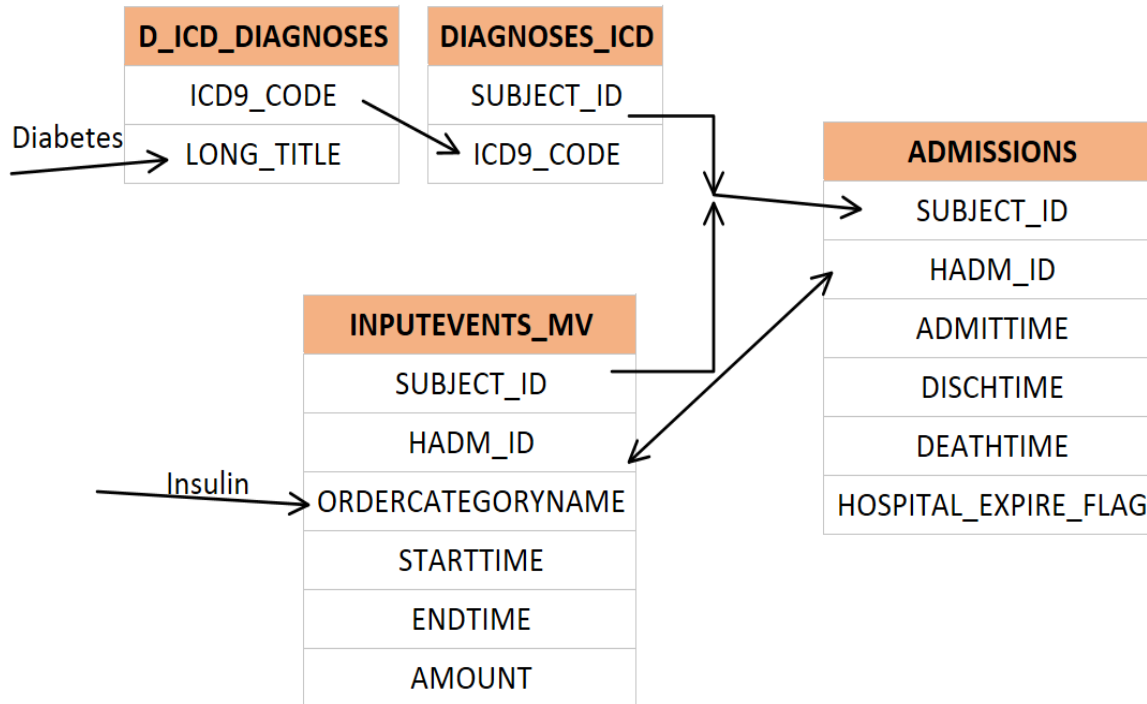 D_ICD_DIAGNOSES
ICD9_CODE
LONG_TITLE
Diabetes
DIAGNOSES_ICD
SUBJECT_ID
ICD9_CODE
ADMISSIONS
SUBJECT_ID
HADM_ID
ADMITTIME
DISCHTIME
DEATHTIME
HOSPITAL_EXPIRE_FLAG
INPUTEVENTS_MV
SUBJECT_ID
HADM_ID
Insulin
ORDERCATEGORYNAME
STARTTIME
ENDTIME
AMOUNT